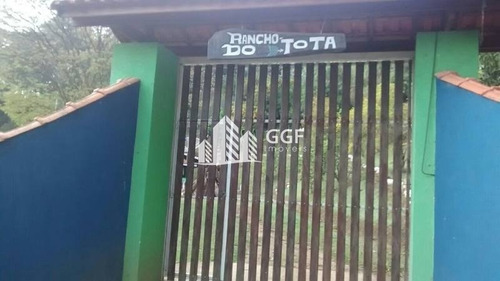 RANCHO
DO JOTA
GGF
imóveis